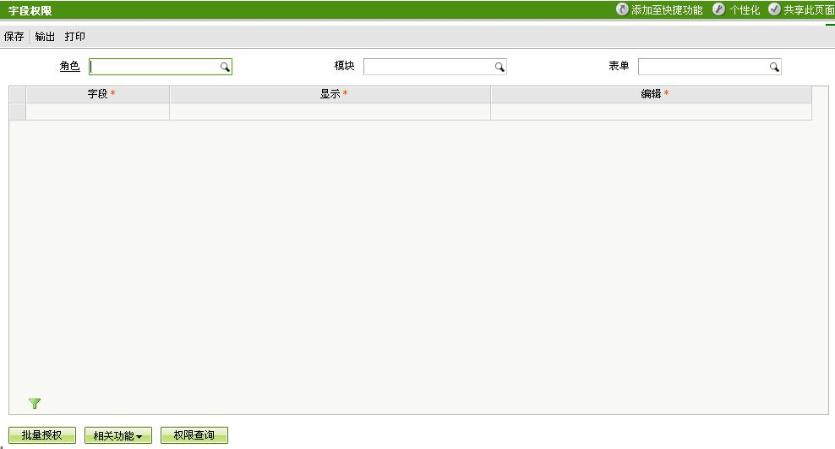 字段权限 添加至快捷功能 个性化 共享此页面
保存 输出 打印
角色 模块 表单
字段* 显示* 编辑*
批量授权 相关功能 权限查询